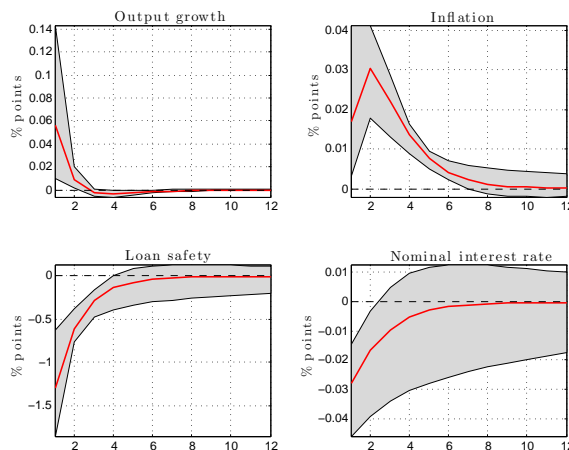 Output growth
% points
0.14
0.12
0.1
0.08
0.06
0.04
0.02
0
2 4 6 8 10 12
Inflation
% points
0.04
0.03
0.02
0.01
0
2 4 6 8 10 12
Loan safety
% points
0
−0.5
−1
−1.5
2 4 6 8 10 12
Nominal interest rate
% points
0.01
0
−0.01
−0.02
−0.03
−0.04
2 4 6 8 10 12